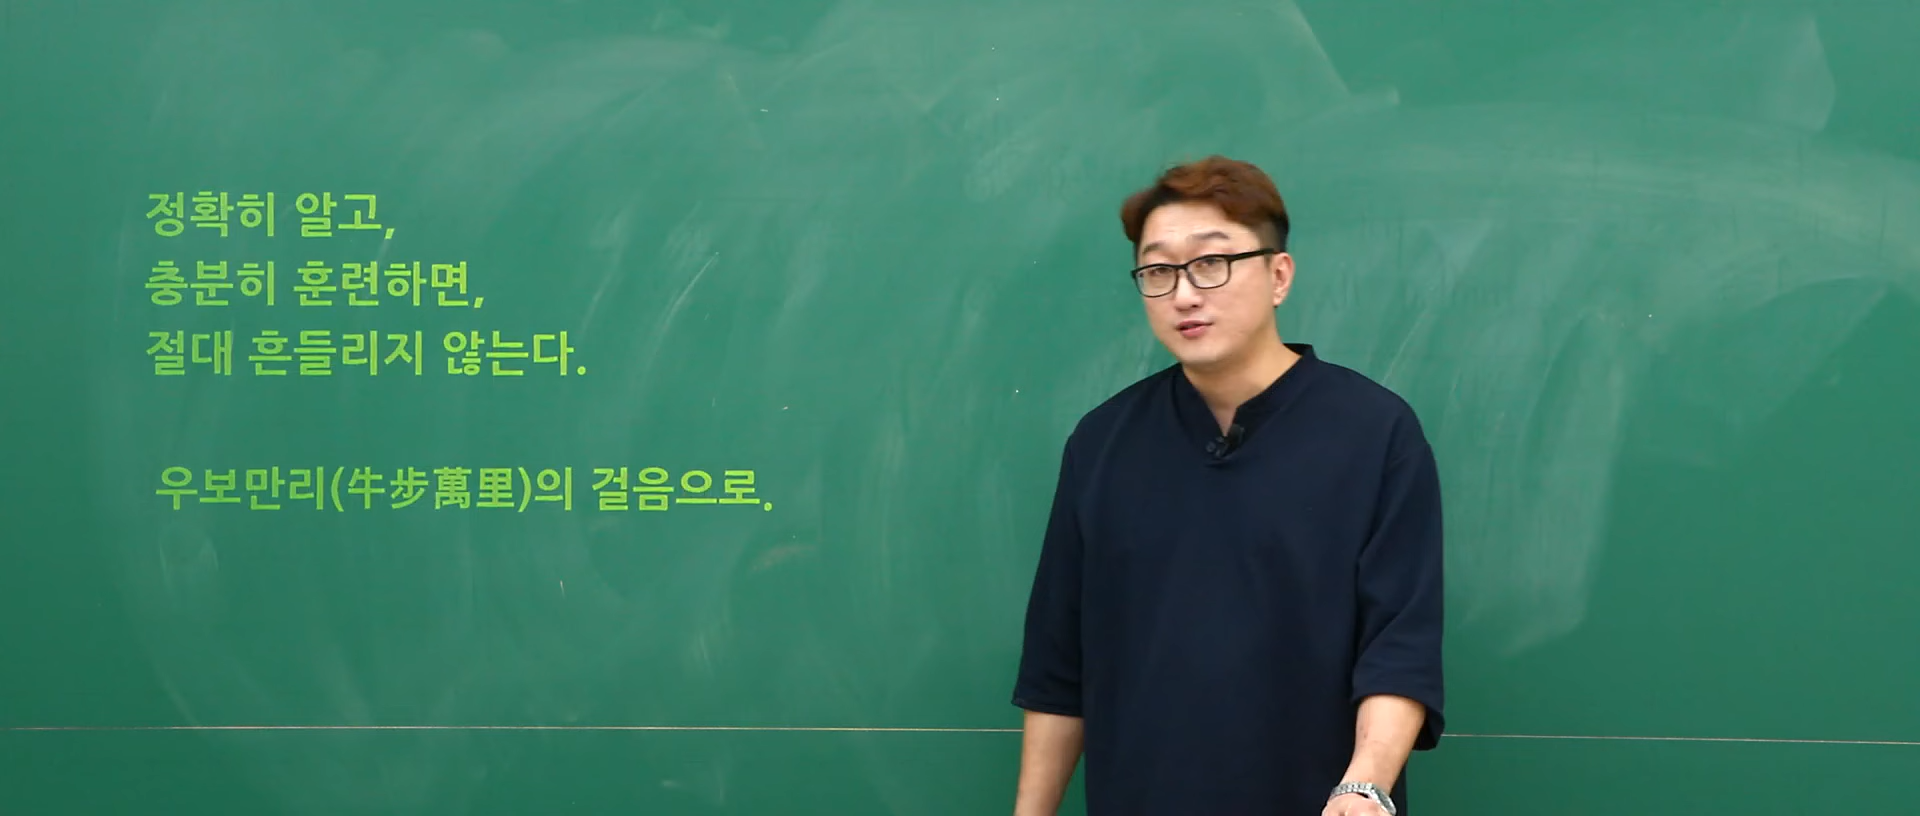 정확히 알고,
충분히 훈련하면,
절대 흔들리지 않는다.
우보만리(牛步萬里)의 걸음으로.